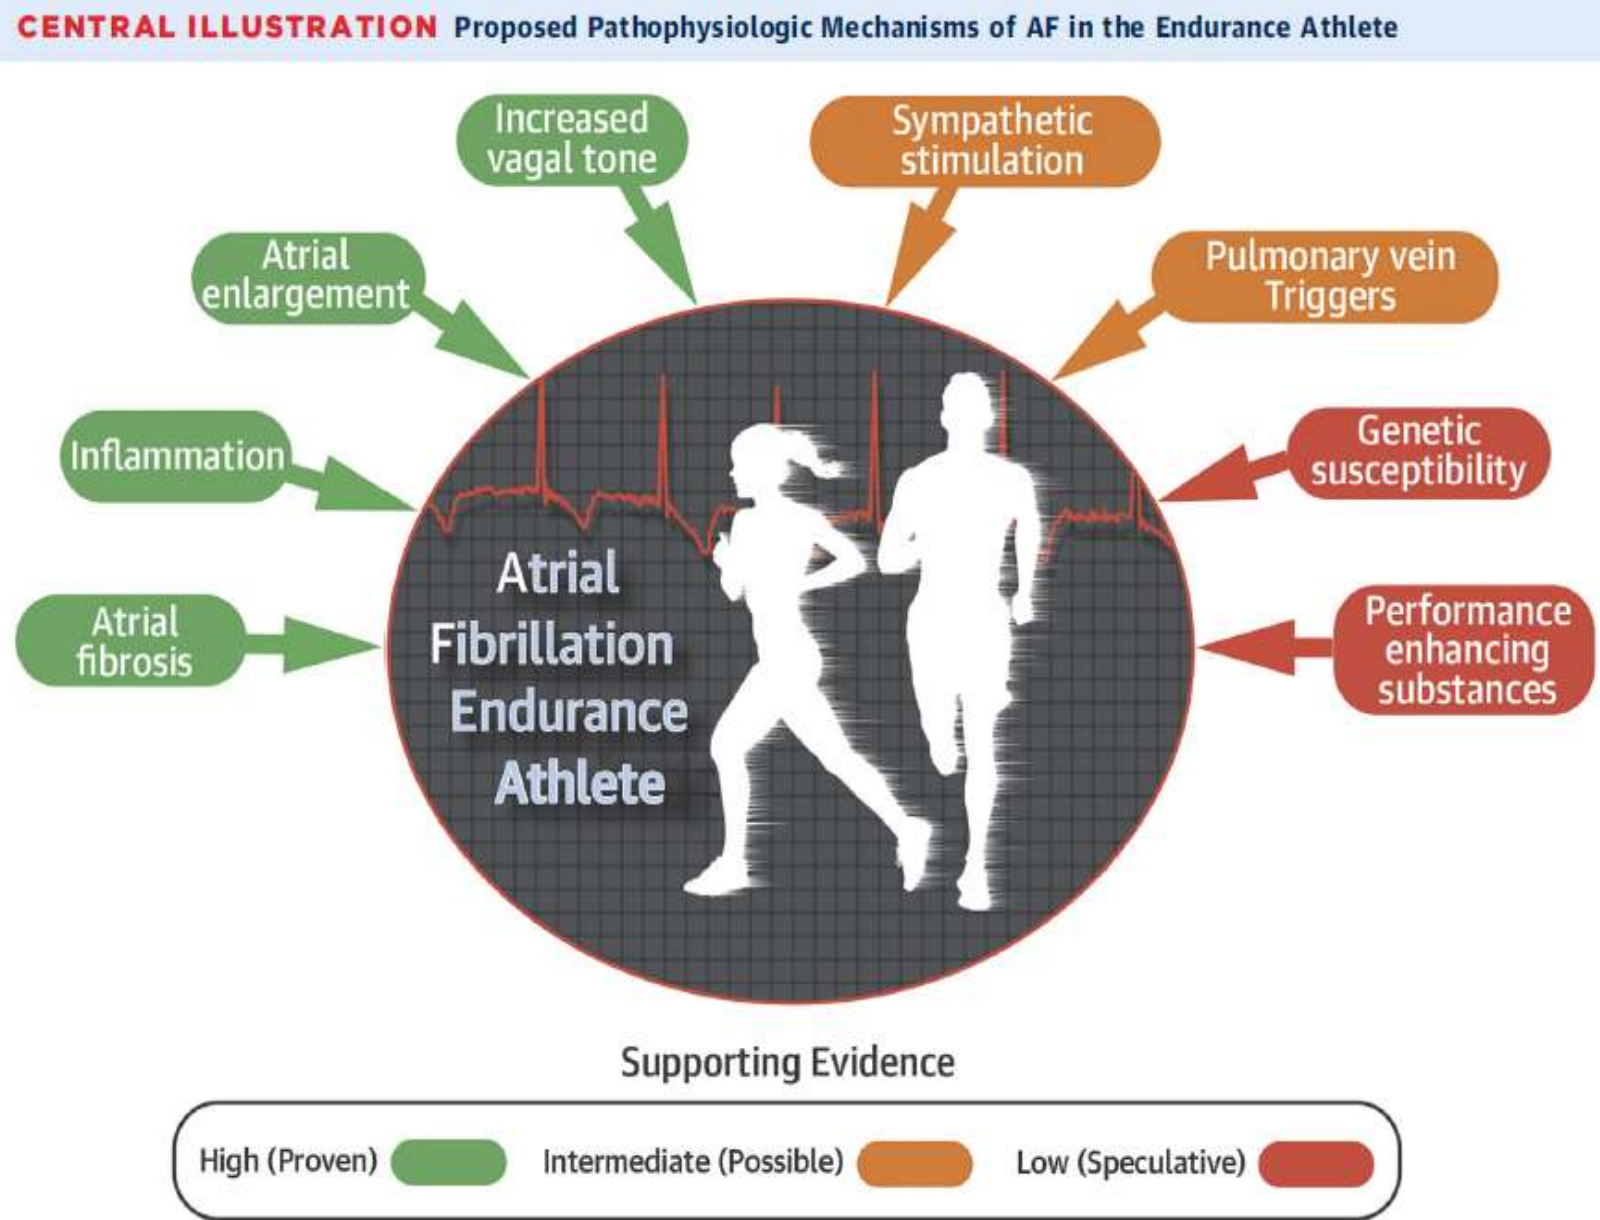 CENTRAL ILLUSTRATION Proposed Pathophysiologic Mechanisms of AF in the Endurance Athlete
Increased
vagal tone
Sympathetic
stimulation
Atrial
enlargement
Pulmonary vein
Triggers
Inflammation
Genetic
susceptibility
Atrial
fibrosis
Performance
enhancing
substances
Atrial
Fibrillation
Endurance
Athlete
Supporting Evidence
High (Proven)
Intermediate (Possible)
Low (Speculative)